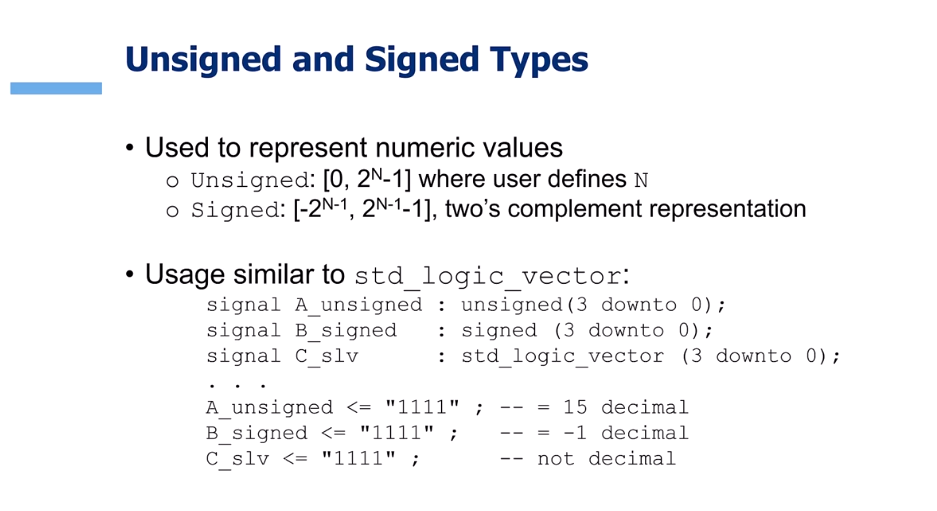 Unsigned and Signed Types
• Used to represent numeric values
o Unsigned: [0, 2^N-1] where user defines N
o Signed: [-2^N-1, 2^N-1-1], two's complement representation
• Usage similar to std_logic_vector:
signal A_unsigned : unsigned(3 downto 0);
signal B_signed   : signed (3 downto 0);
signal C_slv      : std_logic_vector (3 downto 0);
. . .
A_unsigned <= "1111" ; -- = 15 decimal
B_signed <= "1111" ;   -- = -1 decimal
C_slv <= "1111" ;      -- not decimal